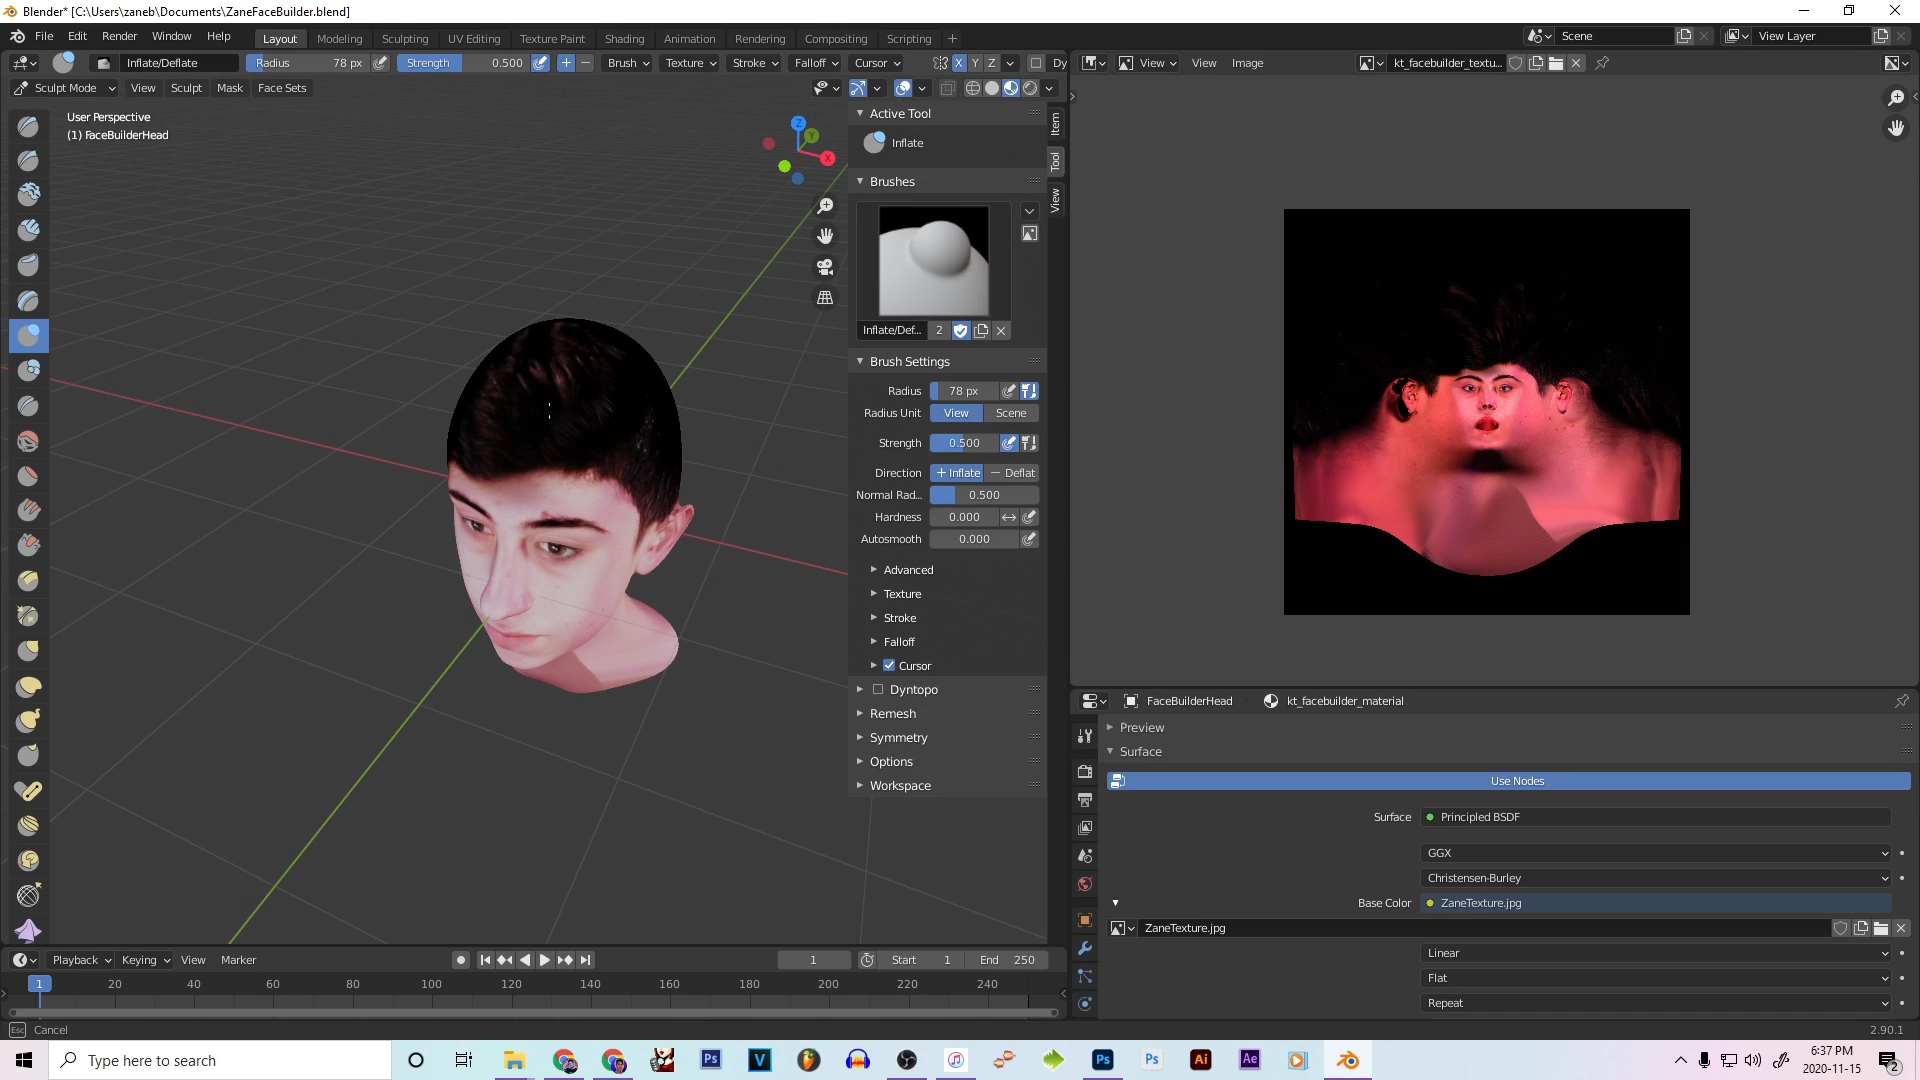 Blender* [C:\Users\zaneb\Documents\ZaneFaceBuilder.blend]
File Edit Render Window Help Layout Modeling Sculpting UV Editing Texture Paint Shading Animation Rendering Compositing Scripting + Scene View Layer
Inflate/Deflate Radius 78 px Strength 0.500 Brush Texture Stroke Falloff Cursor X Y Z Dy View View Image kt_facebuilder_textu...
Sculpt Mode View Sculpt Mask Face Sets
User Perspective
(1) FaceBuilderHead
Z
Y
X
Active Tool
Inflate
Brushes
Inflate/Def... 2
Brush Settings
Radius 78 px
Radius Unit View Scene
Strength 0.500
Direction + Inflate — Deflat
Normal Rad... 0.500
Hardness 0.000
Autosmooth 0.000
Advanced
Texture
Stroke
Falloff
Cursor
Dyntopo
Remesh
Symmetry
Options
Workspace
Item
Tool
View
FaceBuilderHead kt_facebuilder_material
Preview
Surface
Use Nodes
Surface Principled BSDF
GGX
Christensen-Burley
Base Color ZaneTexture.jpg
ZaneTexture.jpg
Linear
Flat
Repeat
Playback Keying View Marker 1 Start 1 End 250
1 20 40 60 80 100 120 140 160 180 200 220 240
Esc Cancel 2.90.1
Type here to search Ps V Ps Ps Ai Ae 6:37 PM
2020-11-15 2